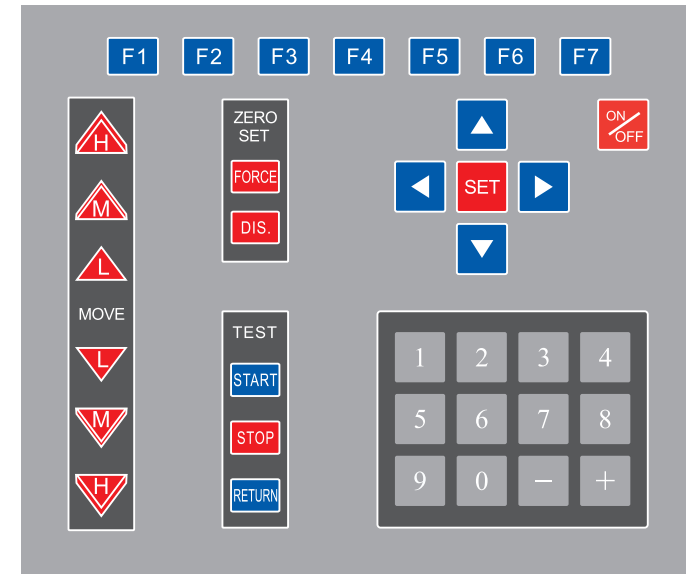 F1 F2 F3 F4 F5 F6 F7
H
M
L
MOVE
L
M
H
ZERO
SET
FORCE
DIS.
TEST
START
STOP
RETURN
SET
ON
OFF
1 2 3 4
5 6 7 8
9 0 − +